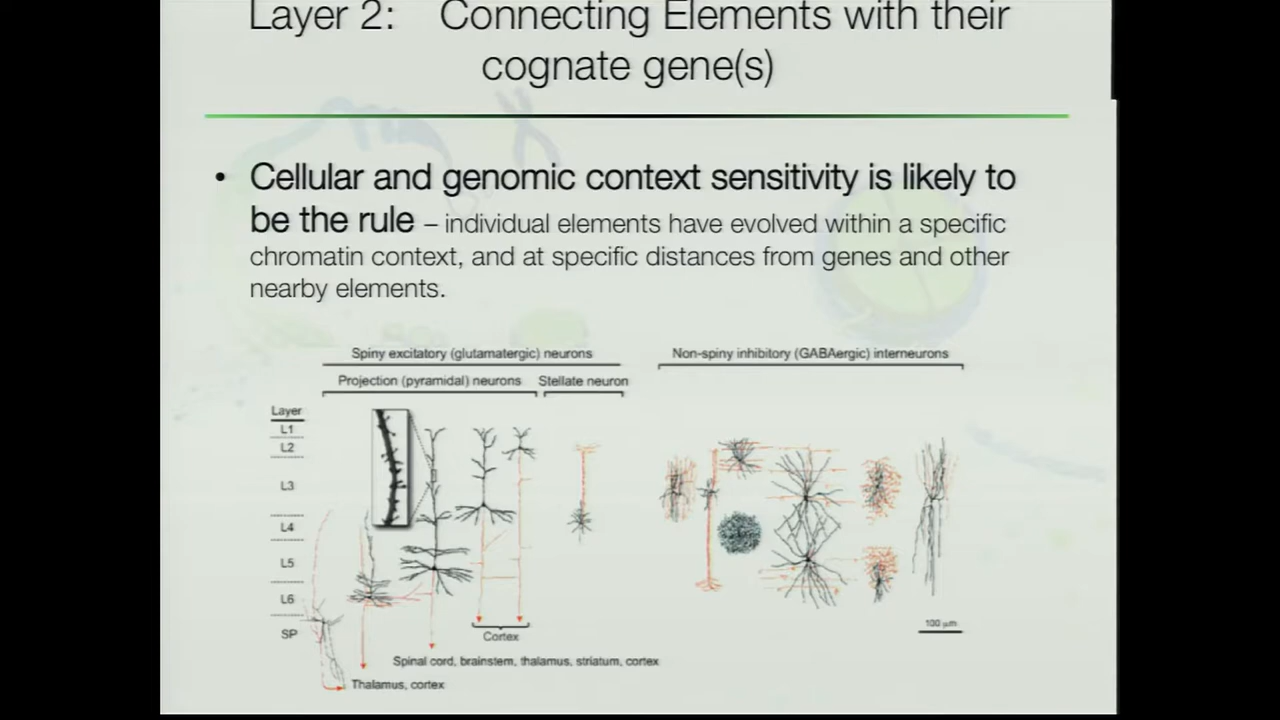 Layer 2: Connecting Elements with their
cognate gene(s)
• Cellular and genomic context sensitivity is likely to
be the rule – individual elements have evolved within a specific
chromatin context, and at specific distances from genes and other
nearby elements.
Spiny excitatory (glutamatergic) neurons
Non-spiny inhibitory (GABAergic) interneurons
Projection (pyramidal) neurons
Stellate neuron
Layer
L1
L2
L3
L4
L5
L6
SP
100 µm
Cortex
Spinal cord, brainstem, thalamus, striatum, cortex
Thalamus, cortex